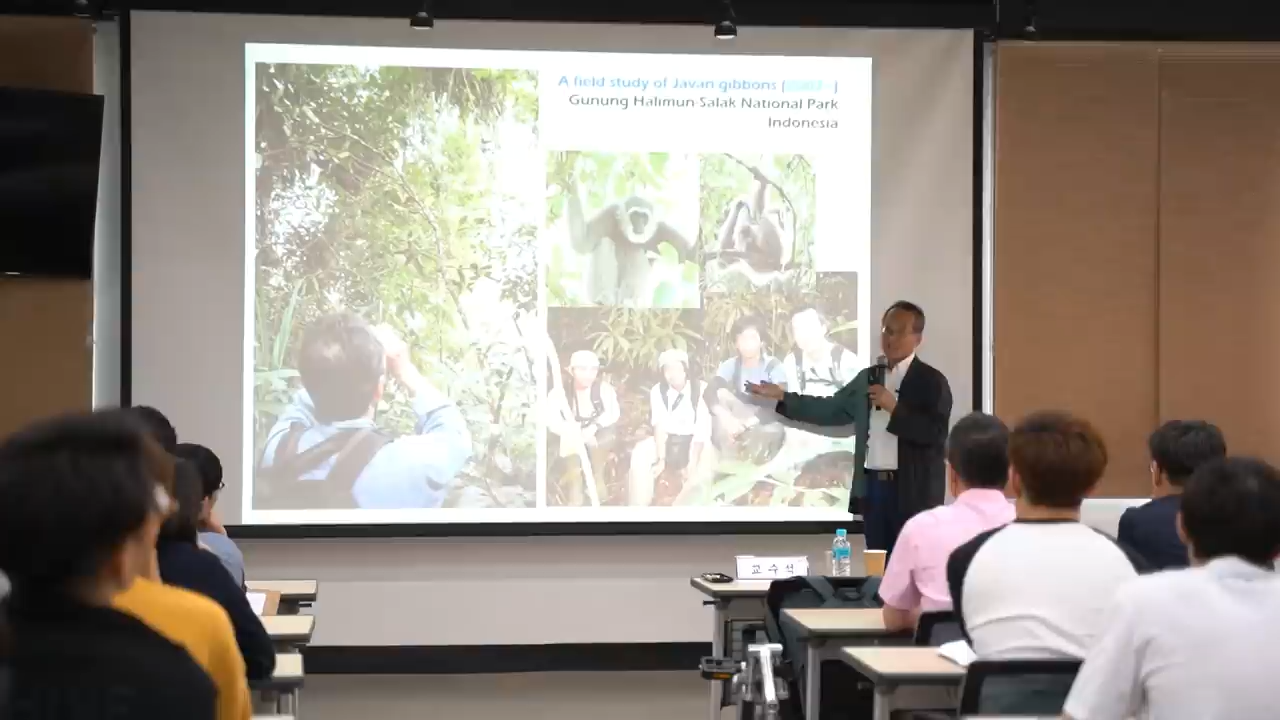 A field study of Javan gibbons (
Gunung Halimun-Salak National Park
Indonesia
교 수 석